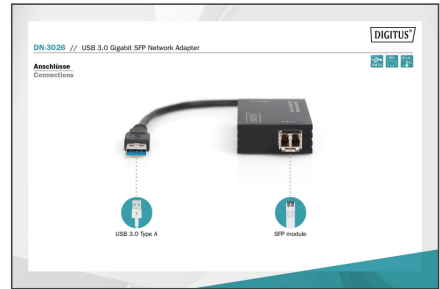 DIGITUS®
DN-3026 // USB 3.0 Gigabit SFP Network Adapter
Anschlüsse
Connections
USB 3.0 Type A
SFP module